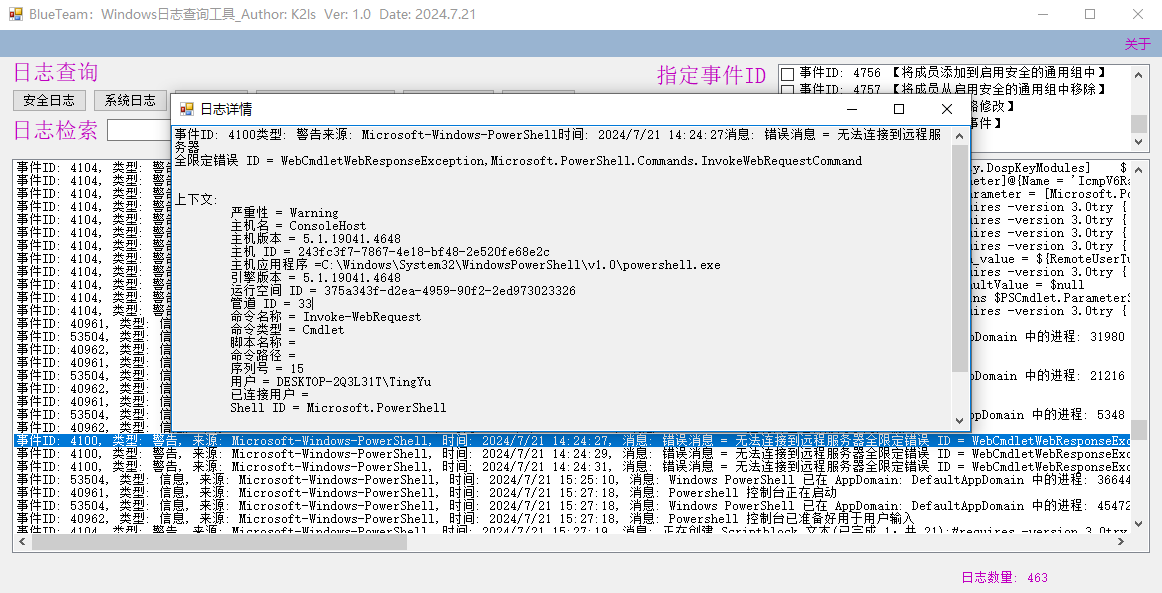 BlueTeam：Windows日志查询工具_Author: K2ls Ver: 1.0 Date: 2024.7.21
关于
日志查询
指定事件ID
事件ID: 4756 【将成员添加到启用安全的通用组中】
事件ID: 4757 【将成员从启用安全的通用组中移除】
略修改】
事件】
安全日志 系统日志
日志检索
日志详情
事件ID: 4100类型: 警告来源: Microsoft-Windows-PowerShell时间: 2024/7/21 14:24:27消息: 错误消息 = 无法连接到远程服
务器
全限定错误 ID = WebCmdletWebResponseException,Microsoft.PowerShell.Commands.InvokeWebRequestCommand
上下文:
严重性 = Warning
主机名 = ConsoleHost
主机版本 = 5.1.19041.4648
主机 ID = 243fc3f7-7867-4e18-bf48-2e520fe68e2c
主机应用程序 =C:\Windows\System32\WindowsPowerShell\v1.0\powershell.exe
引擎版本 = 5.1.19041.4648
运行空间 ID = 375a343f-d2ea-4959-90f2-2ed973023326
管道 ID = 33
命令名称 = Invoke-WebRequest
命令类型 = Cmdlet
脚本名称 =
命令路径 =
序列号 = 15
用户 = DESKTOP-2Q3L31T\TingYu
已连接用户 =
Shell ID = Microsoft.PowerShell
事件ID: 4104, 类型: 警告 y.DospKeyModules] $
事件ID: 4104, 类型: 警告 meter]@{Name = 'IcmpV6Ra
事件ID: 4104, 类型: 警告 arameter = [Microsoft.Po
事件ID: 4104, 类型: 警告 ires -version 3.0try {
事件ID: 4104, 类型: 警告 ires -version 3.0try {
事件ID: 4104, 类型: 警告 ires -version 3.0try {
事件ID: 4104, 类型: 警告 ires -version 3.0try {
事件ID: 4104, 类型: 警告 _value = ${RemoteUserTu
事件ID: 4104, 类型: 警告 ires -version 3.0try {
事件ID: 4104, 类型: 警告 ultValue = $null
事件ID: 4104, 类型: 警告 ns $PSCmdlet.Parameter
事件ID: 4104, 类型: 警告 ires -version 3.0try {
事件ID: 40961, 类型: 信
事件ID: 53504, 类型: 信 pDomain 中的进程: 31980
事件ID: 40962, 类型: 信
事件ID: 40961, 类型: 信
事件ID: 53504, 类型: 信 pDomain 中的进程: 21216
事件ID: 40962, 类型: 信
事件ID: 40961, 类型: 信
事件ID: 53504, 类型: 信 pDomain 中的进程: 5348
事件ID: 40962, 类型: 信
事件ID: 4100, 类型: 警告, 来源: Microsoft-Windows-PowerShell, 时间: 2024/7/21 14:24:27, 消息: 错误消息 = 无法连接到远程服务器全限定错误 ID = WebCmdletWebResponseExc
事件ID: 4100, 类型: 警告, 来源: Microsoft-Windows-PowerShell, 时间: 2024/7/21 14:24:29, 消息: 错误消息 = 无法连接到远程服务器全限定错误 ID = WebCmdletWebResponseExc
事件ID: 4100, 类型: 警告, 来源: Microsoft-Windows-PowerShell, 时间: 2024/7/21 14:24:31, 消息: 错误消息 = 无法连接到远程服务器全限定错误 ID = WebCmdletWebResponseExc
事件ID: 53504, 类型: 信息, 来源: Microsoft-Windows-PowerShell, 时间: 2024/7/21 15:25:10, 消息: Windows PowerShell 已在 AppDomain: DefaultAppDomain 中的进程: 36644
事件ID: 40961, 类型: 信息, 来源: Microsoft-Windows-PowerShell, 时间: 2024/7/21 15:27:18, 消息: Powershell 控制台正在启动
事件ID: 53504, 类型: 信息, 来源: Microsoft-Windows-PowerShell, 时间: 2024/7/21 15:27:18, 消息: Windows PowerShell 已在 AppDomain: DefaultAppDomain 中的进程: 45472
事件ID: 40962, 类型: 信息, 来源: Microsoft-Windows-PowerShell, 时间: 2024/7/21 15:27:18, 消息: Powershell 控制台已准备好用于用户输入
事件ID: 4104, 类型: 警告, 来源: Microsoft-Windows-PowerShell, 时间: 2024/7/21 15:27:19, 消息: 正在创建 Scriptblock 文本(已完成 1，共 21):#requires -version 3.0try
日志数量: 463